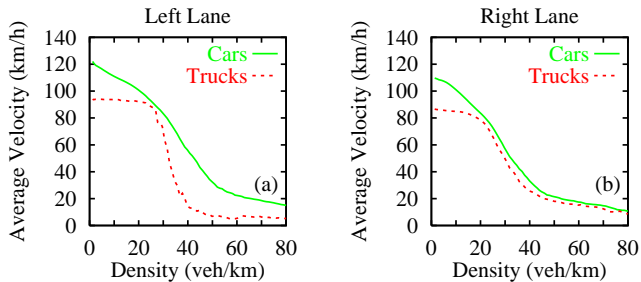 Left Lane
Average Velocity (km/h)
140
120
100
80
60
40
20
0
Cars
Trucks
(a)
0 20 40 60 80
Density (veh/km)
Right Lane
Average Velocity (km/h)
140
120
100
80
60
40
20
0
Cars
Trucks
(b)
0 20 40 60 80
Density (veh/km)